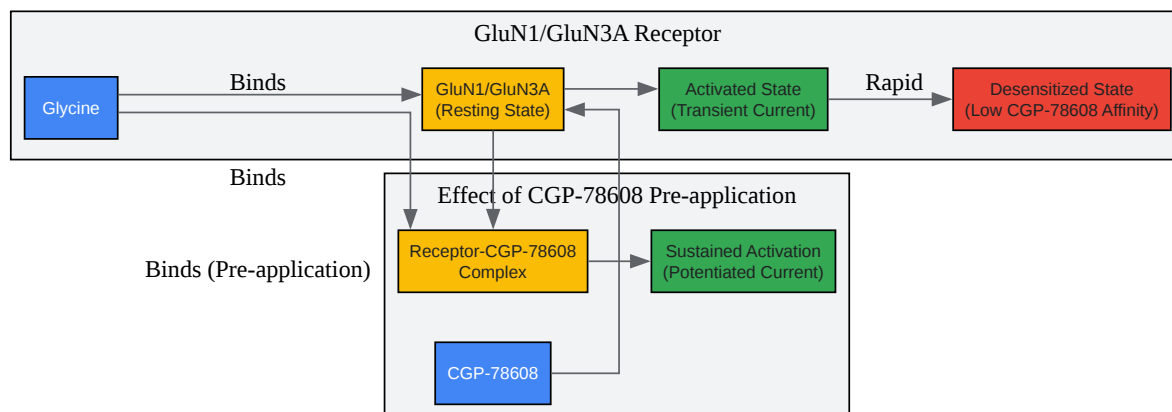 GluN1/GluN3A Receptor
Glycine
Binds
GluN1/GluN3A
(Resting State)
Activated State
(Transient Current)
Rapid
Desensitized State
(Low CGP-78608 Affinity)
Binds
Effect of CGP-78608 Pre-application
Binds (Pre-application)
Receptor-CGP-78608
Complex
Sustained Activation
(Potentiated Current)
CGP-78608